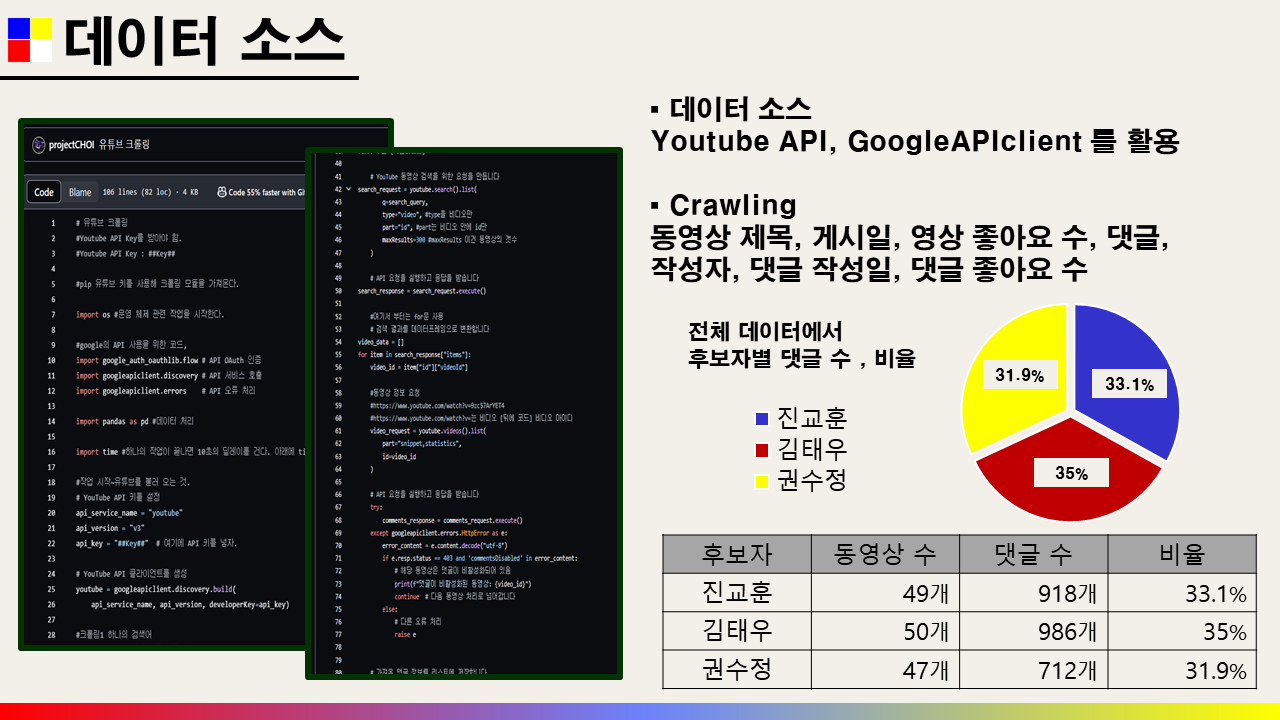 데이터 소스
projectCHOI 유튜브 크롤링
Code Blame 106 lines (82 loc) · 4 KB Code 55% faster with Git
1 # 유튜브 크롤링
2 #Youtube API Key를 받아야 함.
3 #Youtube API Key : ##Key##
4
5 #pip 유튜브 키를 사용해 크롤링 모듈을 가져온다.
6
7 import os #운영 체제 관련 작업을 시작한다.
8
9 #google의 API 사용을 위한 코드,
10 import google_auth_oauthlib.flow # API OAuth 인증
11 import googleapiclient.discovery # API 서비스 호출
12 import googleapiclient.errors # API 오류 처리
13
14 import pandas as pd #데이터 처리
15
16 import time #하나의 작업이 끝나면 10초의 딜레이를 건다. 아래에 ti
17
18 #작업 시작-유튜브를 불러 오는 것.
19 # YouTube API 키를 설정
20 api_service_name = "youtube"
21 api_version = "v3"
22 api_key = "##Key##" # 여기에 API 키를 넣자.
23
24 # YouTube API 클라이언트를 생성
25 youtube = googleapiclient.discovery.build(
26 api_service_name, api_version, developerKey=api_key)
27
28 #크롤링1 하나의 검색어
40
41 # YouTube 동영상 검색을 위한 요청을 만듭니다
42 search_request = youtube.search().list(
43 q=search_query,
44 type="video", #type을 비디오만
45 part="id", #part는 비디오 안에 id만
46 maxResults=300 #maxResults 이건 동영상의 갯수
47 )
48
49 # API 요청을 실행하고 응답을 받습니다
50 search_response = search_request.execute()
51
52 #여기서 부터는 for문 사용
53 # 검색 결과를 데이터프레임으로 변환합니다
54 video_data = []
55 for item in search_response["items"]:
56 video_id = item["id"]["videoId"]
57
58 #동영상 정보 요청
59 #https://www.youtube.com/watch?v=9zc57ArYET4
60 #https://www.youtube.com/watch?v=는 비디오 [뒤에 코드] 비디오 아이디
61 video_request = youtube.videos().list(
62 part="snippet,statistics",
63 id=video_id
64 )
65
66 # API 요청을 실행하고 응답을 받습니다
67 try:
68 comments_response = comments_request.execute()
69 except googleapiclient.errors.HttpError as e:
70 error_content = e.content.decode("utf-8")
71 if e.resp.status == 403 and 'commentsDisabled' in error_content:
72 # 해당 동영상은 댓글이 비활성화되어 있음
73 print(f"댓글이 비활성화된 동영상: {video_id}")
74 continue # 다음 동영상 처리로 넘어갑니다
75 else:
76 # 다른 오류 처리
77 raise e
78
79
80 # 가져온 댓글 정보를 리스트에 저장합니다
▪ 데이터 소스
Youtube API, GoogleAPIclient 를 활용
▪ Crawling
동영상 제목, 게시일, 영상 좋아요 수, 댓글,
작성자, 댓글 작성일, 댓글 좋아요 수
전체 데이터에서
후보자별 댓글 수 , 비율
진교훈
김태우
권수정
31.9%
33.1%
35%
후보자 동영상 수 댓글 수 비율
진교훈 49개 918개 33.1%
김태우 50개 986개 35%
권수정 47개 712개 31.9%